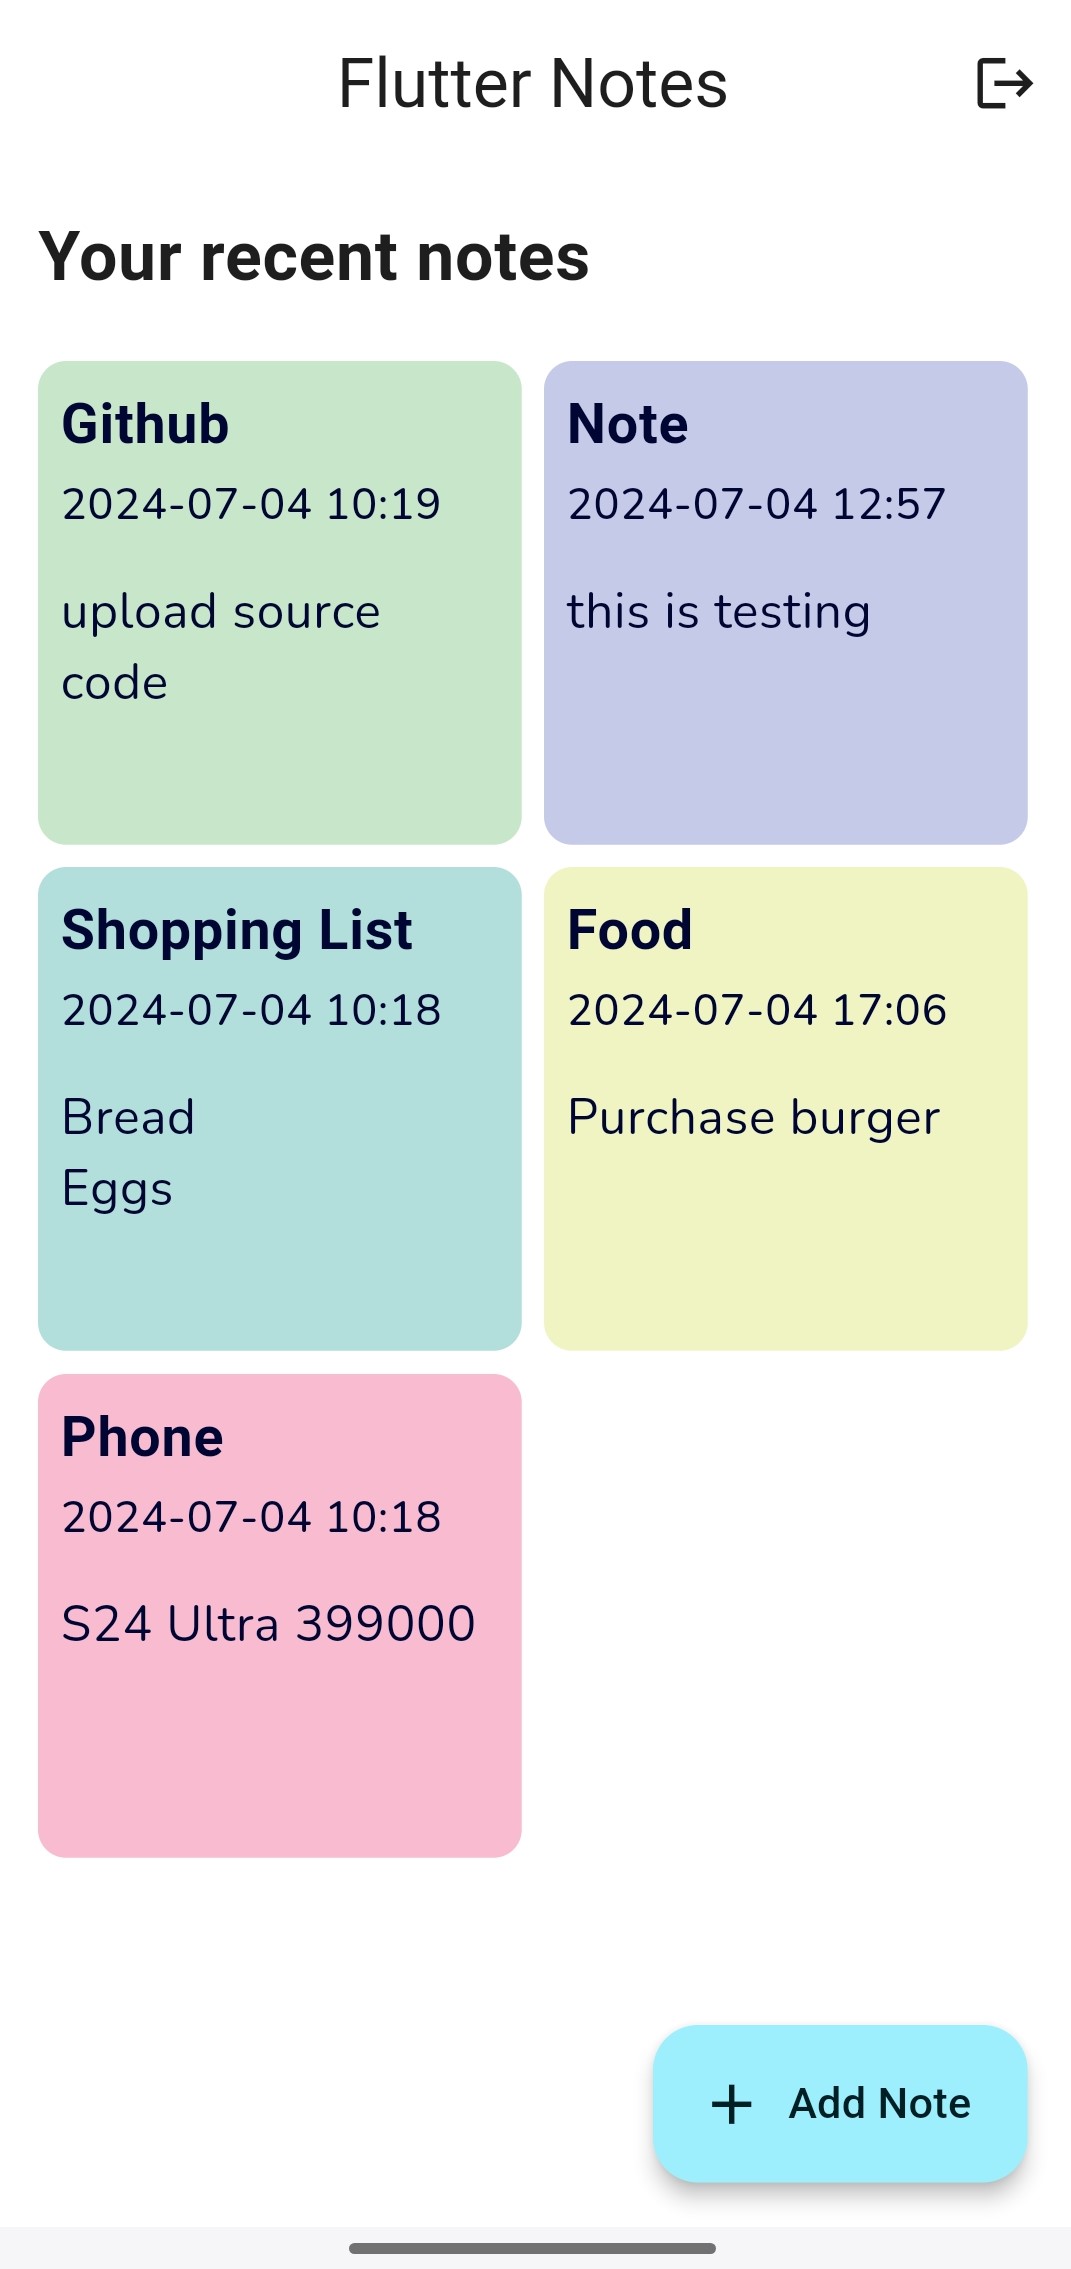 Flutter Notes
Your recent notes
Github
2024-07-04 10:19
upload source
code
Note
2024-07-04 12:57
this is testing
Shopping List
2024-07-04 10:18
Bread
Eggs
Food
2024-07-04 17:06
Purchase burger
Phone
2024-07-04 10:18
S24 Ultra 399000
Add Note